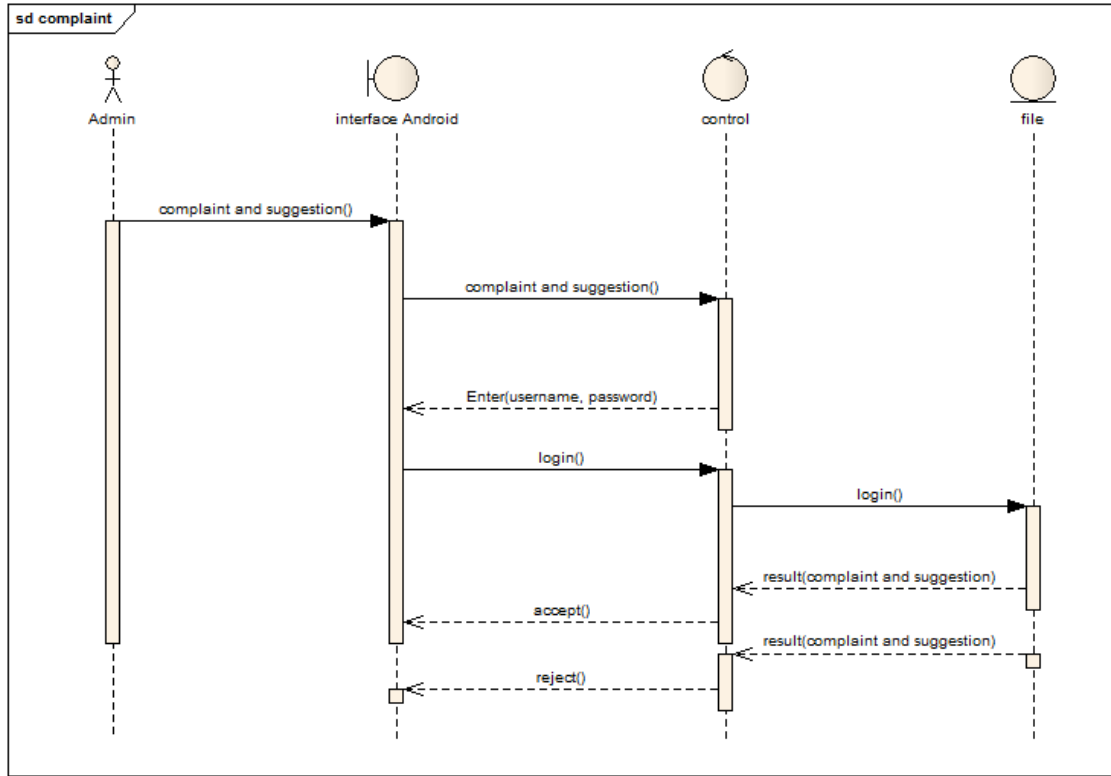 sd complaint
Admin
interface Android
control
file
complaint and suggestion()
complaint and suggestion()
Enter(username, password)
login()
login()
result(complaint and suggestion)
accept()
result(complaint and suggestion)
reject()